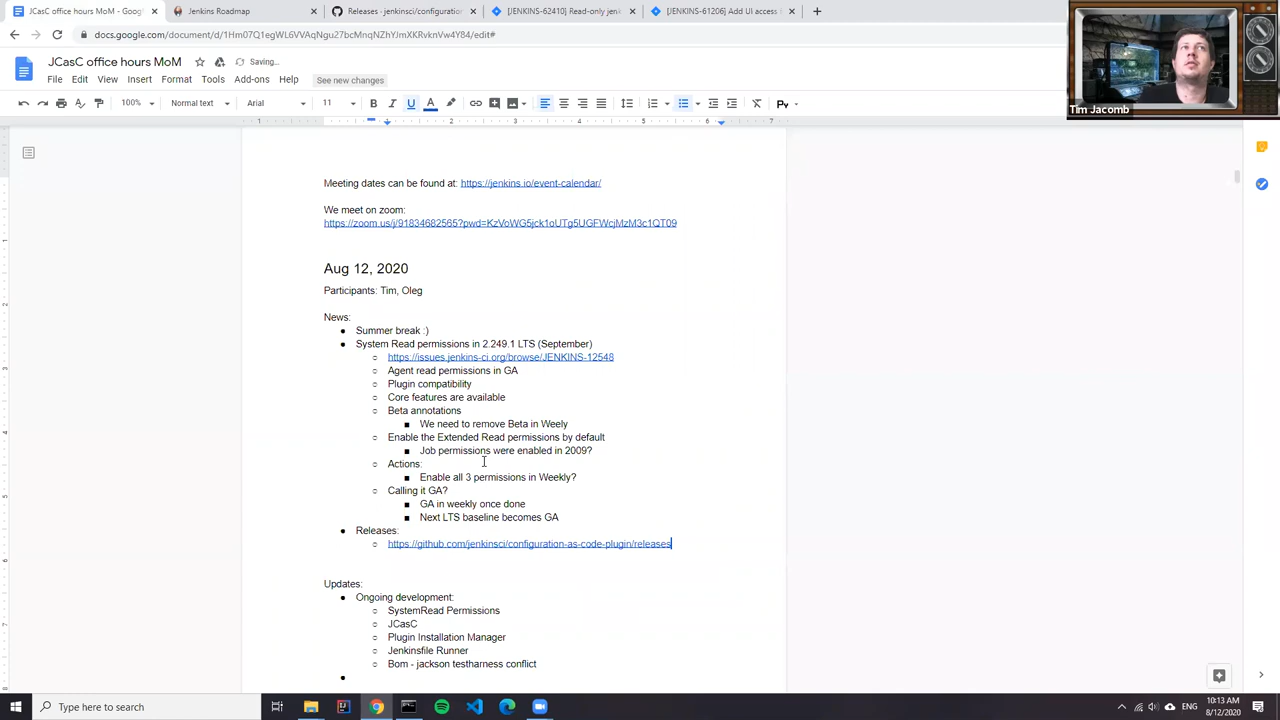 JCasC office hours MoM - Goog
Jenkins Roadmap
Releases · jenkinsci/configuration
[JENKINS-62410] Read-only jenk
[JENKINS-61206] Add UI access
docs.google.com/document/d/1Hm07Q1egWL6VVAqNgu27bcMnqNZhYJmXKRvknVw4Y84/edit#
JCasC office hours MoM
Saving...
File Edit View Insert Format Tools Add-ons Help
See new changes
100% Normal text Arial 11
Tim Jacomb
Meeting dates can be found at: https://jenkins.io/event-calendar/
We meet on zoom:
https://zoom.us/j/91834682565?pwd=KzVoWG5jck1oUTg5UGFWcjMzM3c1QT09
Aug 12, 2020
Participants: Tim, Oleg
News:
Summer break :)
System Read permissions in 2.249.1 LTS (September)
https://issues.jenkins-ci.org/browse/JENKINS-12548
Agent read permissions in GA
Plugin compatibility
Core features are available
Beta annotations
We need to remove Beta in Weely
Enable the Extended Read permissions by default
Job permissions were enabled in 2009?
Actions:
Enable all 3 permissions in Weekly?
Calling it GA?
GA in weekly once done
Next LTS baseline becomes GA
Releases:
https://github.com/jenkinsci/configuration-as-code-plugin/releases
Updates:
Ongoing development:
SystemRead Permissions
JCasC
Plugin Installation Manager
Jenkinsfile Runner
Bom - jackson testharness conflict
Type here to search
ENG
10:13 AM
8/12/2020